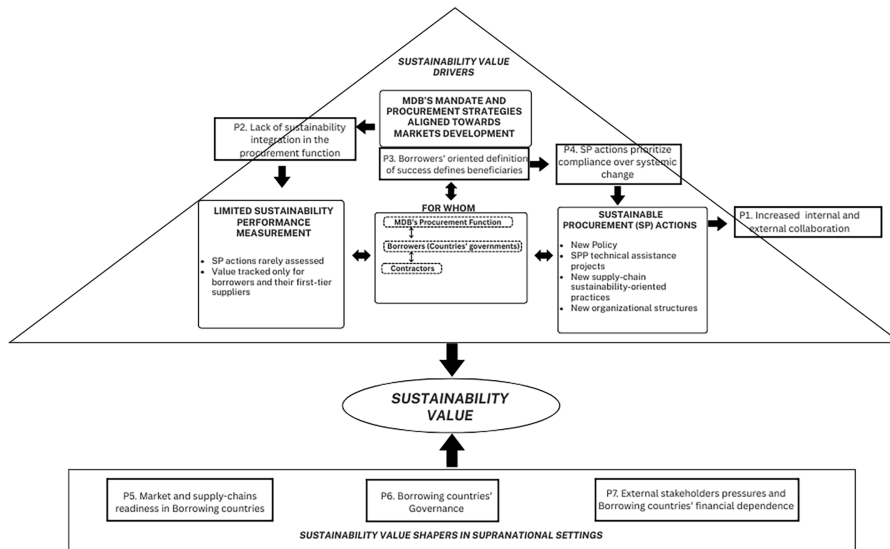 SUSTAINABILITY VALUE
DRIVERS
MDB'S MANDATE AND
PROCUREMENT STRATEGIES
ALIGNED TOWARDS
MARKETS DEVELOPMENT
P2. Lack of sustainability
integration in the
procurement function
P3. Borrowers' oriented definition
of success defines beneficiaries
P4. SP actions prioritize
compliance over systemic
change
LIMITED SUSTAINABILITY
PERFORMANCE
MEASUREMENT
• SP actions rarely assessed
• Value tracked only for
borrowers and their first-tier
suppliers
FOR WHOM
MDB's Procurement Function
Borrowers (Countries' governments)
Contractors
SUSTAINABLE
PROCUREMENT (SP) ACTIONS
• New Policy
• SPP technical assistance
projects
• New supply-chain
sustainability-oriented
practices
• New organizational structures
P1. Increased internal and
external collaboration
SUSTAINABILITY
VALUE
P5. Market and supply-chains
readiness in Borrowing countries
P6. Borrowing countries'
Governance
P7. External stakeholders pressures and
Borrowing countries' financial dependence
SUSTAINABILITY VALUE SHAPERS IN SUPRANATIONAL SETTINGS